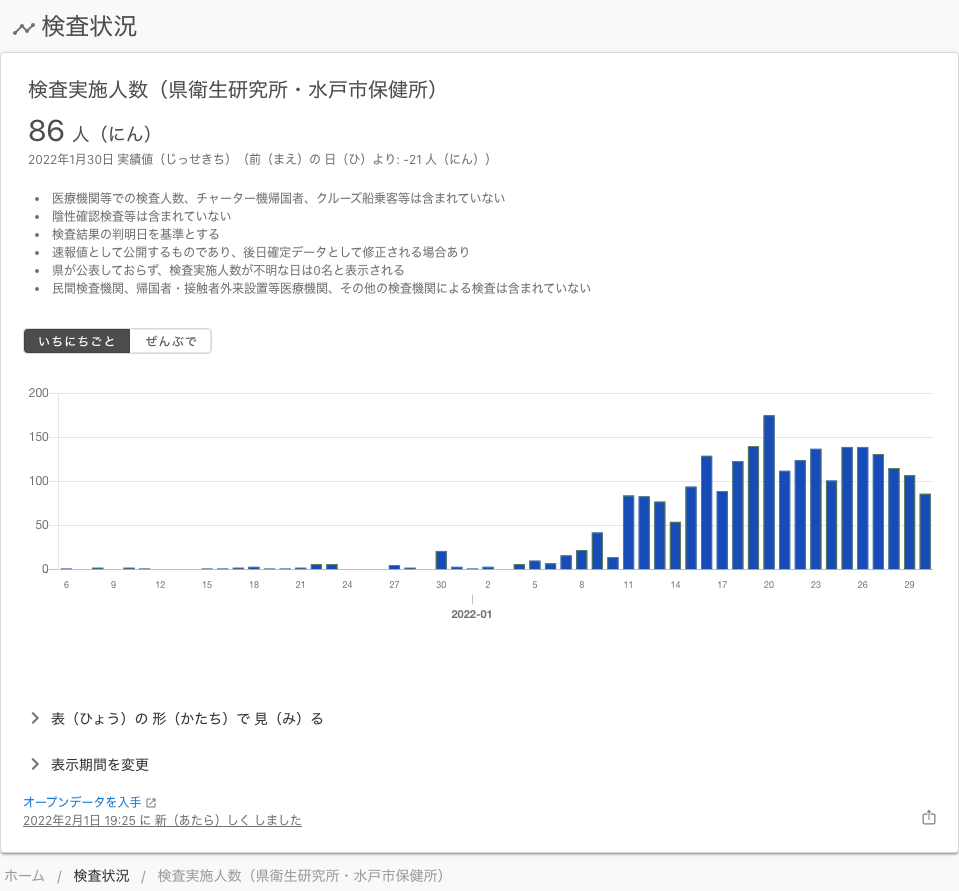 検査状況
検査実施人数（県衛生研究所・水戸市保健所）
86 人（にん）
2022年1月30日 実績値（じっせきち）（前（まえ）の 日（ひ）より: -21 人（にん））
医療機関等での検査人数、チャーター機帰国者、クルーズ船乗客等は含まれていない
陰性確認検査等は含まれていない
検査結果の判明日を基準とする
速報値として公開するものであり、後日確定データとして修正される場合あり
県が公表しておらず、検査実施人数が不明な日は0名と表示される
民間検査機関、帰国者・接触者外来設置等医療機関、その他の検査機関による検査は含まれていない
いちにちごと ぜんぶで
200
150
100
50
0
6 9 12 15 18 21 24 27 30 2 5 8 11 14 17 20 23 26 29
2022-01
表（ひょう）の 形（かたち）で 見（み）る
表示期間を変更
オープンデータを入手
2022年2月1日 19:25 に 新（あたら）しく しました
ホーム / 検査状況 / 検査実施人数（県衛生研究所・水戸市保健所）